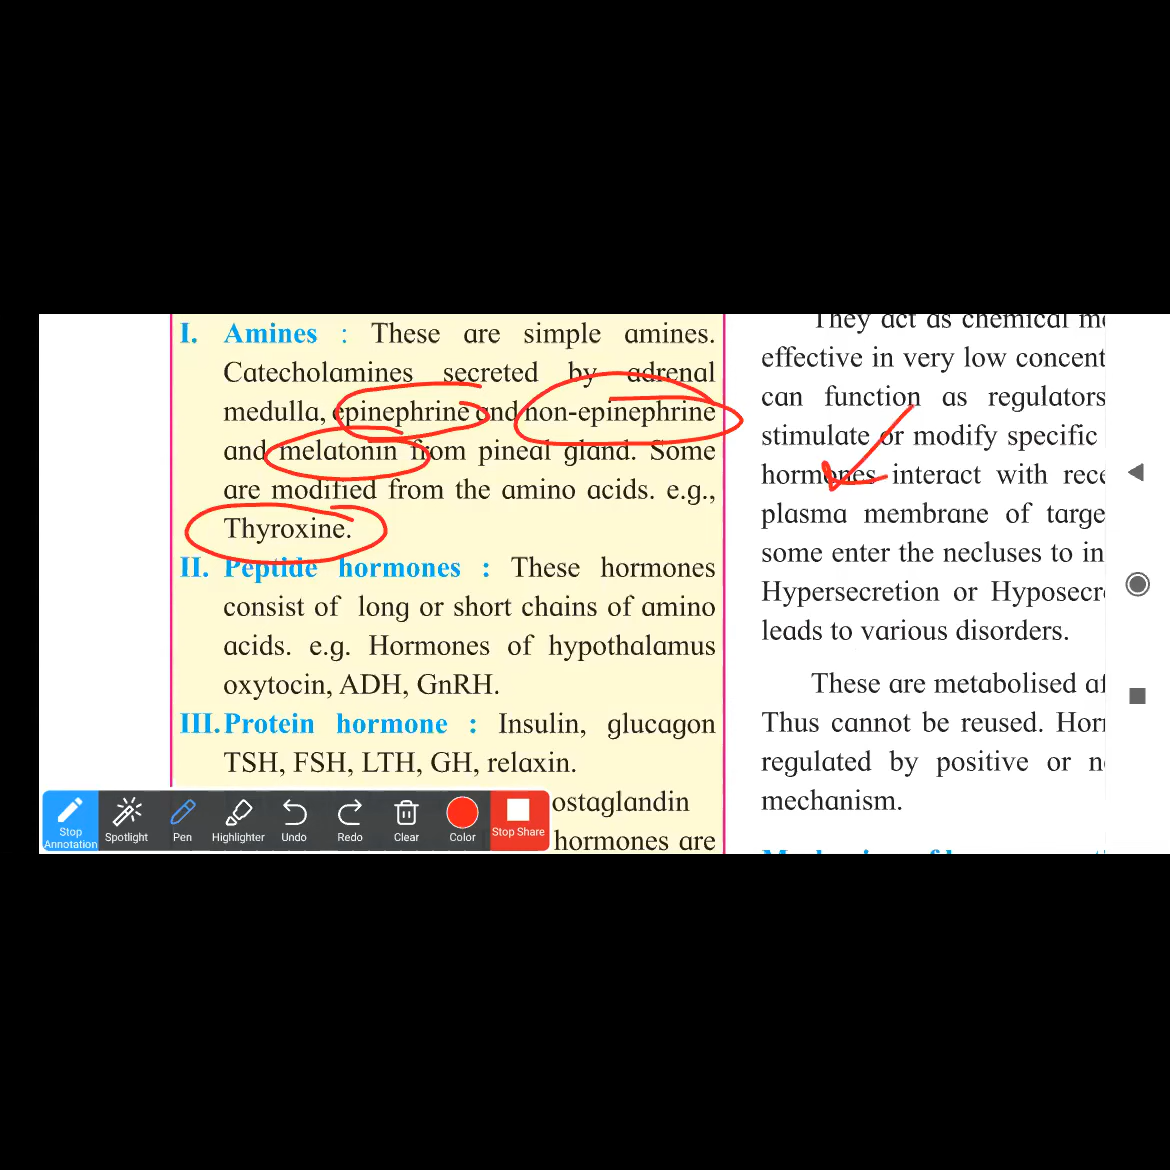 I. Amines : These are simple amines.
Catecholamines secreted by adrenal
medulla, epinephrine and non-epinephrine
and melatonin from pineal gland. Some
are modified from the amino acids. e.g.,
Thyroxine.
II. Peptide hormones : These hormones
consist of long or short chains of amino
acids. e.g. Hormones of hypothalamus
oxytocin, ADH, GnRH.
III. Protein hormone : Insulin, glucagon
TSH, FSH, LTH, GH, relaxin.
ostaglandin
hormones are
They act as chemical m
effective in very low concent
can function as regulators
stimulate or modify specific
hormones interact with rece
plasma membrane of targe
some enter the necluses to in
Hypersecretion or Hyposecr
leads to various disorders.
These are metabolised af
Thus cannot be reused. Hor
regulated by positive or n
mechanism.
Stop Annotation
Spotlight
Pen
Highlighter
Undo
Redo
Clear
Color
Stop Share